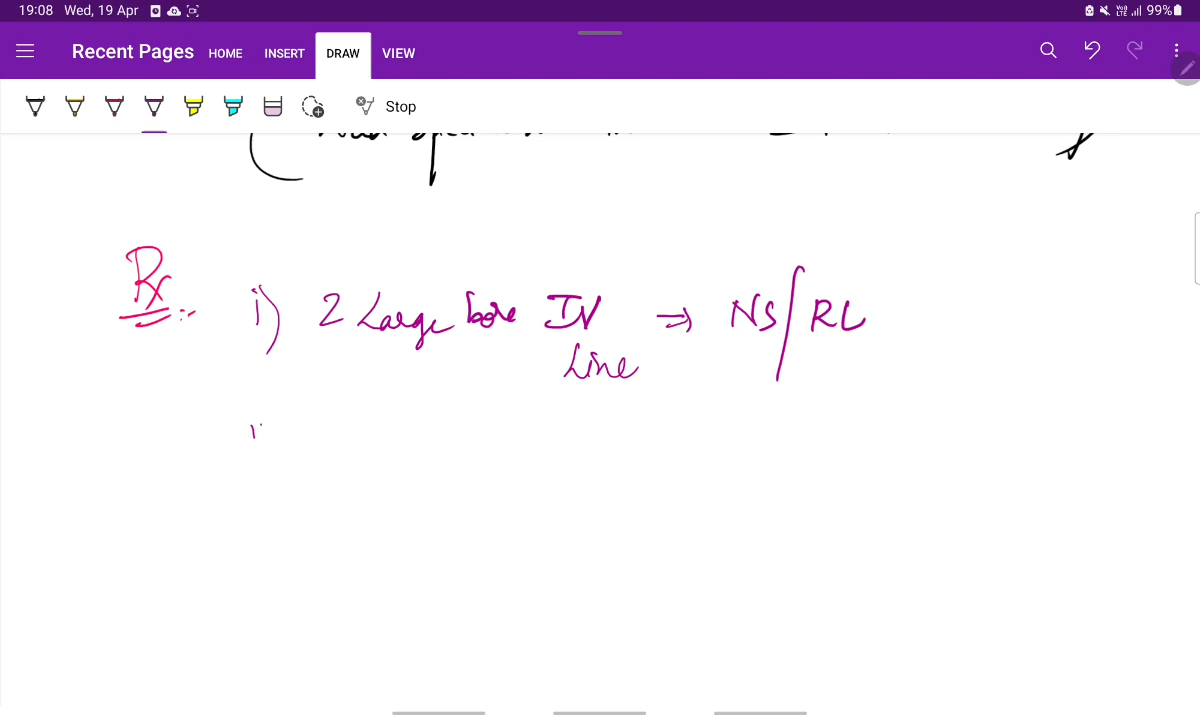 19:08 Wed, 19 Apr 99%
Recent Pages HOME INSERT DRAW VIEW
Stop
Rx :-
i) 2 Large bore IV → NS/RL
Line